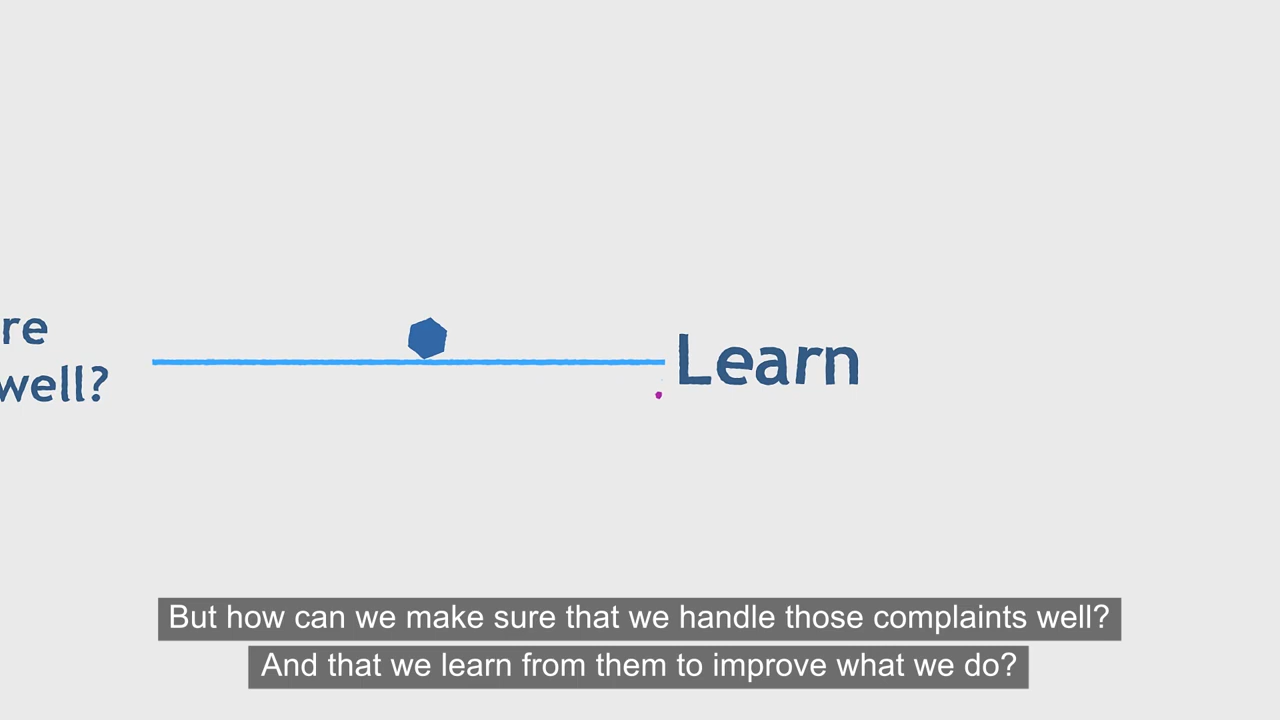 re
well?
Learn
But how can we make sure that we handle those complaints well?
And that we learn from them to improve what we do?